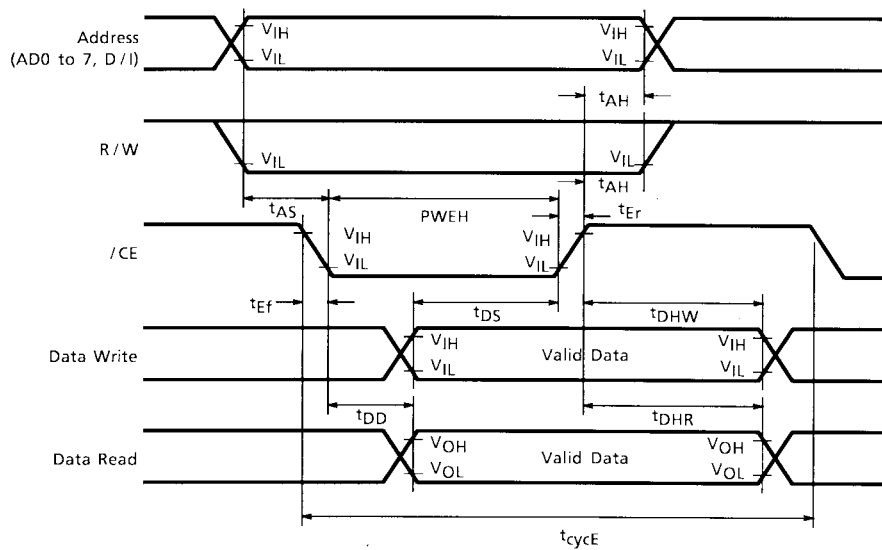 Address
(AD0 to 7, D/I)
VIH
VIL
VIH
VIL
tAH
R/W
VIL
VIL
tAH
tAS
PWEH
tEr
/CE
VIH
VIL
VIH
VIL
tEf
tDS
tDHW
Data Write
VIH
VIL
Valid Data
VIH
VIL
tDD
tDHR
Data Read
VOH
VOL
Valid Data
VOH
VOL
tcycE